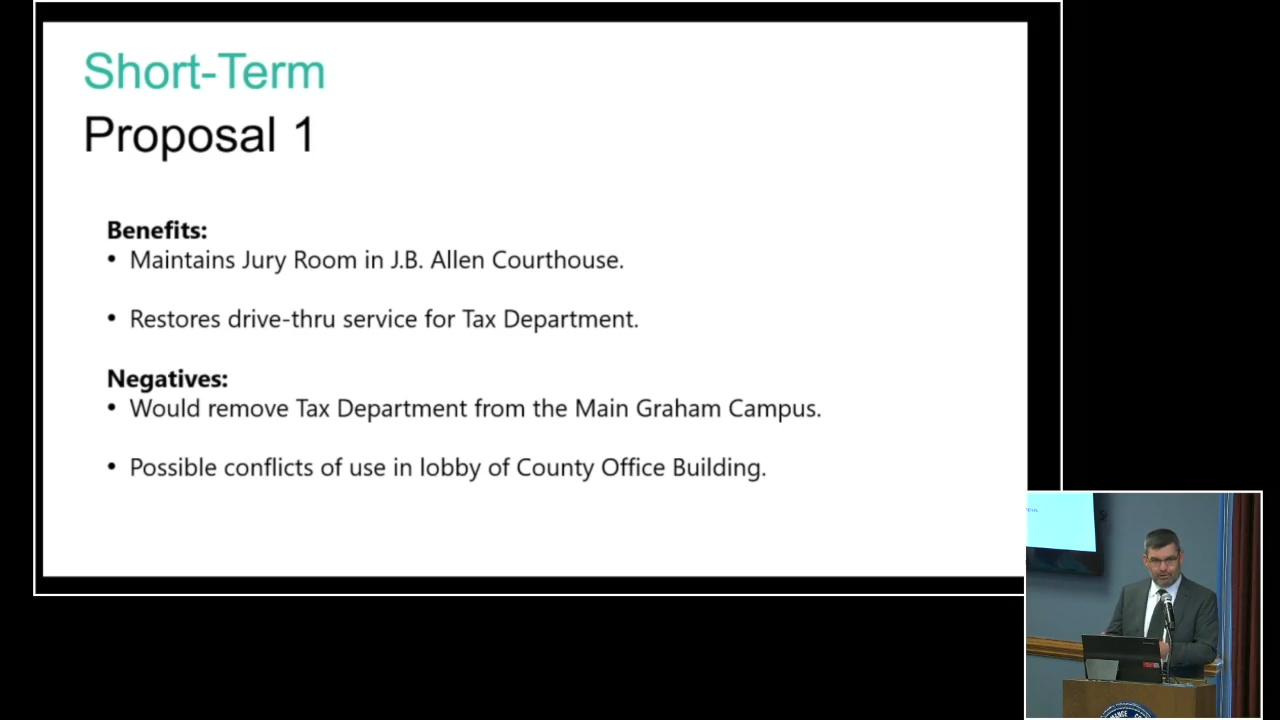 Short-Term
Proposal 1
Benefits:
• Maintains Jury Room in J.B. Allen Courthouse.
• Restores drive-thru service for Tax Department.
Negatives:
• Would remove Tax Department from the Main Graham Campus.
• Possible conflicts of use in lobby of County Office Building.